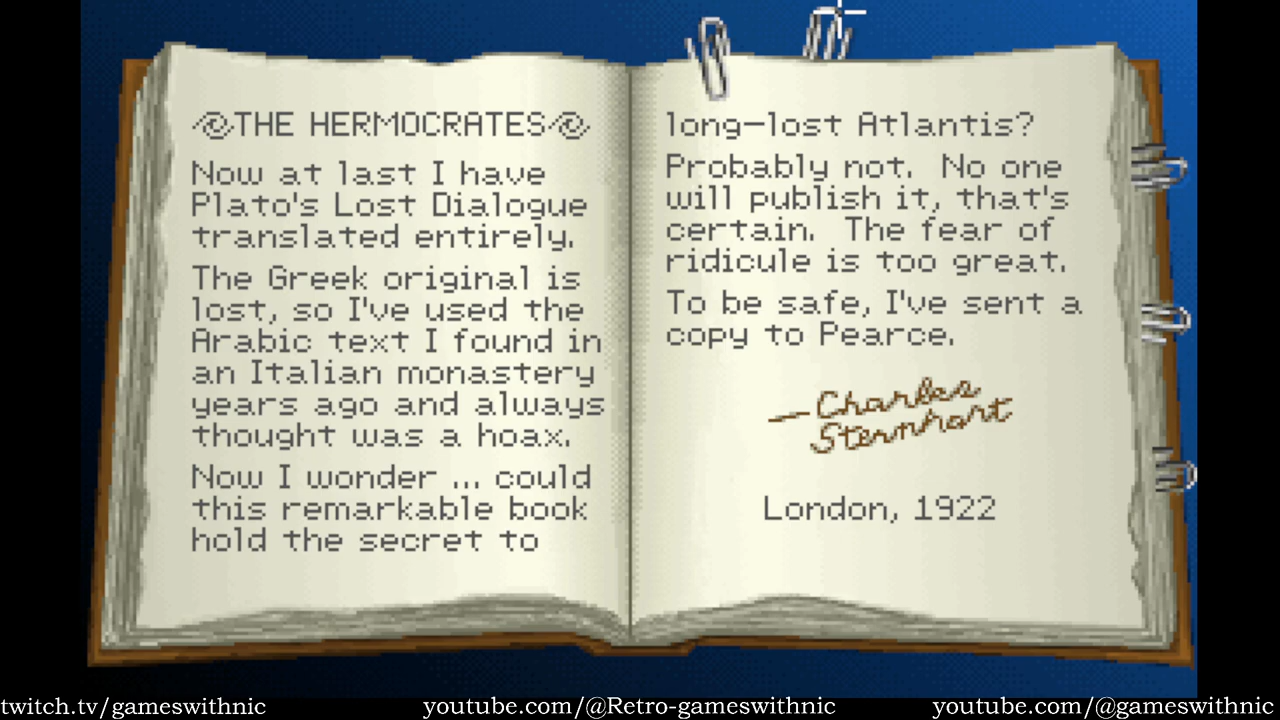 THE HERMOCRATES
Now at last I have
Plato's Lost Dialogue
translated entirely.
The Greek original is
lost, so I've used the
Arabic text I found in
an Italian monastery
years ago and always
thought was a hoax.
Now I wonder ... could
this remarkable book
hold the secret to
long-lost Atlantis?
Probably not.  No one
will publish it, that's
certain.  The fear of
ridicule is too great.
To be safe, I've sent a
copy to Pearce.
—Charles
Sternhart
London, 1922
twitch.tv/gameswithnic
youtube.com/@Retro-gameswithnic
youtube.com/@gameswithnic